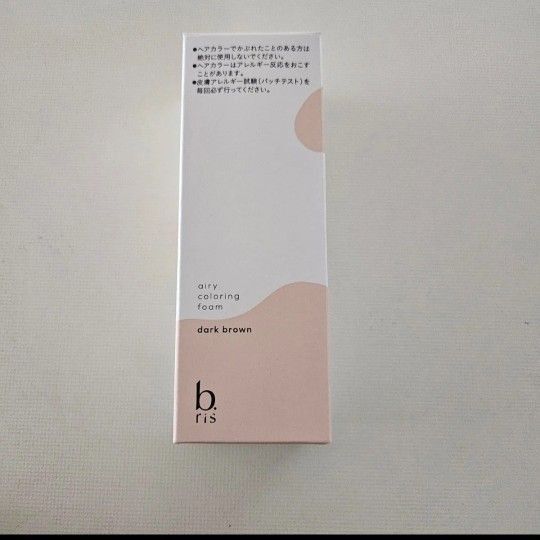 ●ヘアカラーでかぶれたことのある方は
絶対に使用しないでください。
●ヘアカラーはアレルギー反応をおこす
ことがあります。
●皮膚アレルギー試験(パッチテスト)を
毎回必ず行ってください。
airy
coloring
foam
dark brown
b.
ris